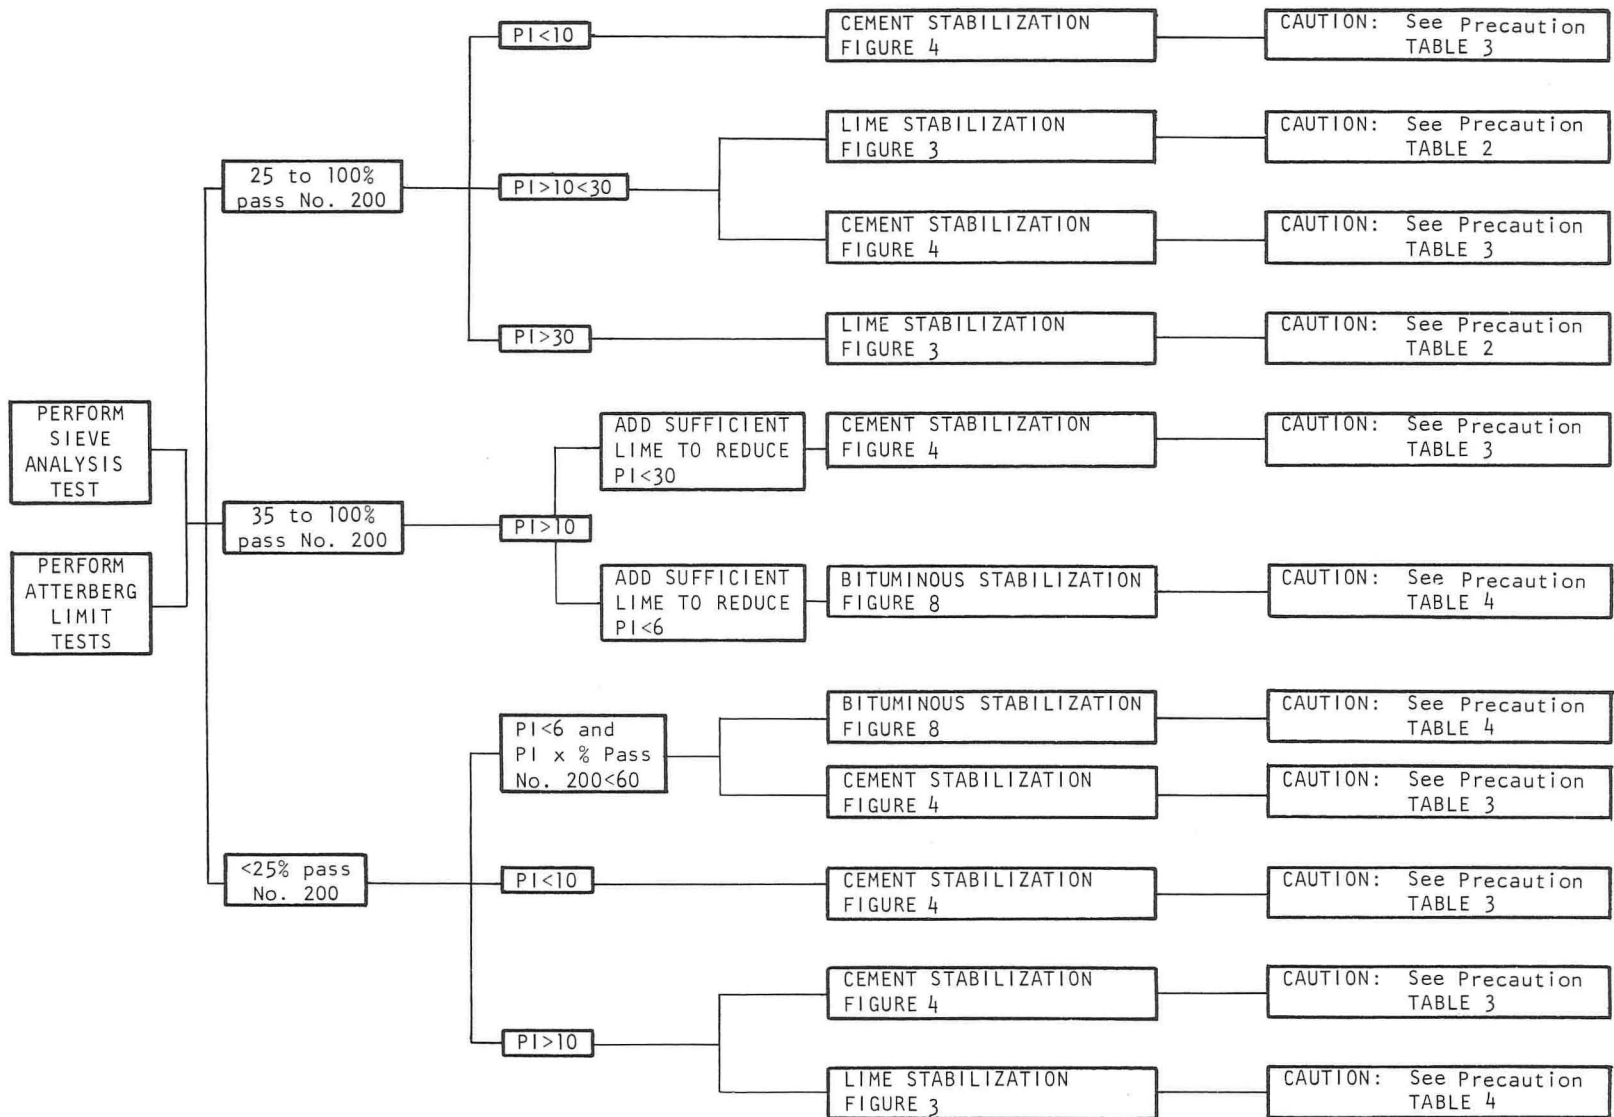 PERFORM
SIEVE
ANALYSIS
TEST
PERFORM
ATTERBERG
LIMIT
TESTS
25 to 100%
pass No. 200
PI<10
CEMENT STABILIZATION
FIGURE 4
CAUTION: See Precaution
TABLE 3
PI>10<30
LIME STABILIZATION
FIGURE 3
CAUTION: See Precaution
TABLE 2
CEMENT STABILIZATION
FIGURE 4
CAUTION: See Precaution
TABLE 3
PI>30
LIME STABILIZATION
FIGURE 3
CAUTION: See Precaution
TABLE 2
35 to 100%
pass No. 200
PI>10
ADD SUFFICIENT
LIME TO REDUCE
PI<30
CEMENT STABILIZATION
FIGURE 4
CAUTION: See Precaution
TABLE 3
ADD SUFFICIENT
LIME TO REDUCE
PI<6
BITUMINOUS STABILIZATION
FIGURE 8
CAUTION: See Precaution
TABLE 4
<25% pass
No. 200
PI<6 and
PI x % Pass
No. 200<60
BITUMINOUS STABILIZATION
FIGURE 8
CAUTION: See Precaution
TABLE 4
CEMENT STABILIZATION
FIGURE 4
CAUTION: See Precaution
TABLE 3
PI<10
CEMENT STABILIZATION
FIGURE 4
CAUTION: See Precaution
TABLE 3
PI>10
CEMENT STABILIZATION
FIGURE 4
CAUTION: See Precaution
TABLE 3
LIME STABILIZATION
FIGURE 3
CAUTION: See Precaution
TABLE 4